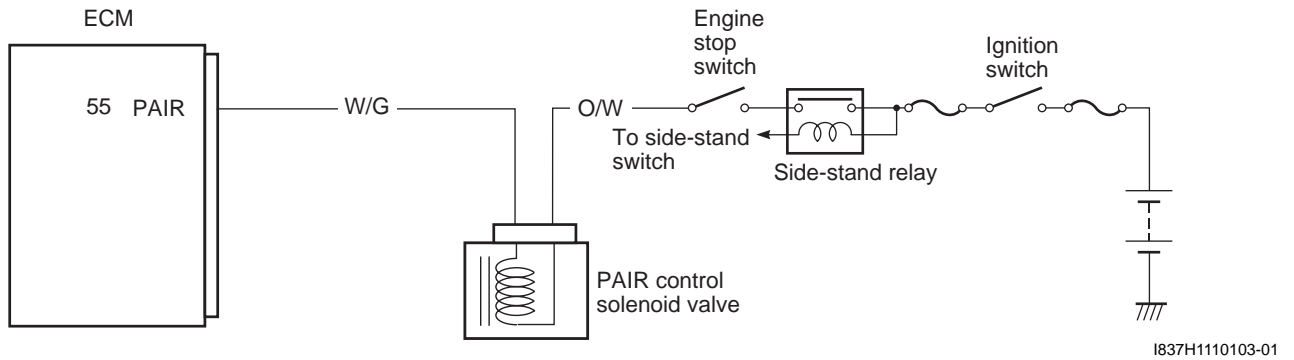 ECM
Engine
stop
switch
Ignition
switch
55 PAIR
W/G
O/W
To side-stand
switch
Side-stand relay
PAIR control
solenoid valve
I837H1110103-01